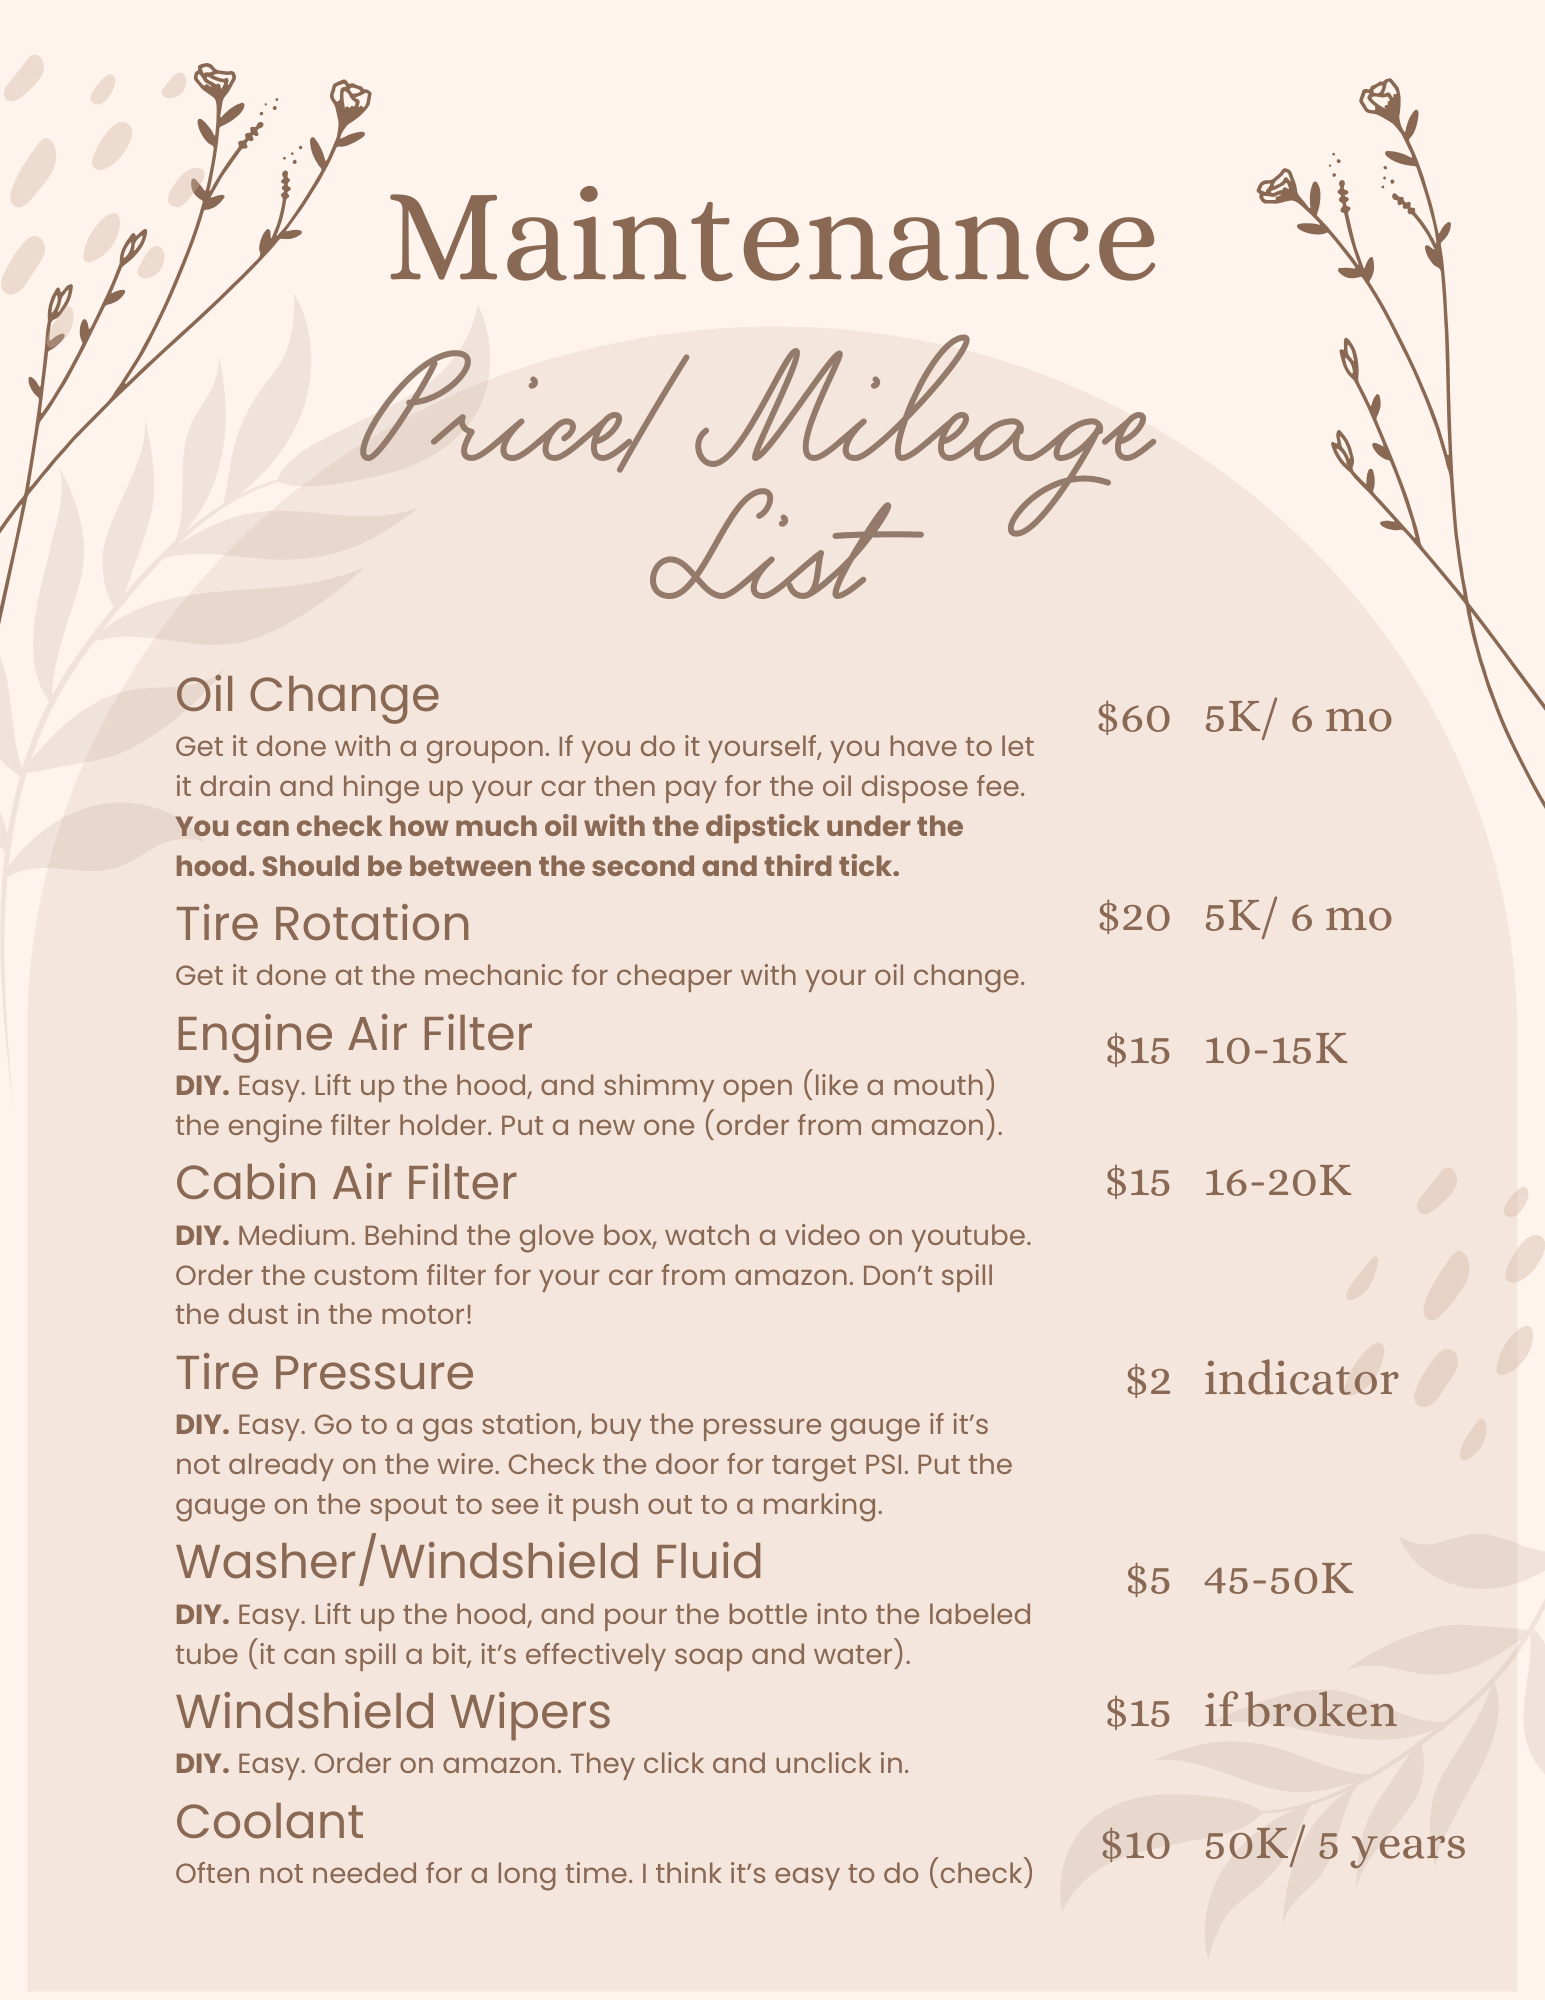 Maintenance
Price/ Mileage
List
Oil Change
$60 5K/ 6 mo
Get it done with a groupon. If you do it yourself, you have to let
it drain and hinge up your car then pay for the oil dispose fee.
You can check how much oil with the dipstick under the
hood. Should be between the second and third tick.
Tire Rotation
$20 5K/ 6 mo
Get it done at the mechanic for cheaper with your oil change.
Engine Air Filter
$15 10-15K
DIY. Easy. Lift up the hood, and shimmy open (like a mouth)
the engine filter holder. Put a new one (order from amazon).
Cabin Air Filter
$15 16-20K
DIY. Medium. Behind the glove box, watch a video on youtube.
Order the custom filter for your car from amazon. Don’t spill
the dust in the motor!
Tire Pressure
$2 indicator
DIY. Easy. Go to a gas station, buy the pressure gauge if it’s
not already on the wire. Check the door for target PSI. Put the
gauge on the spout to see it push out to a marking.
Washer/Windshield Fluid
$5 45-50K
DIY. Easy. Lift up the hood, and pour the bottle into the labeled
tube (it can spill a bit, it’s effectively soap and water).
Windshield Wipers
$15 if broken
DIY. Easy. Order on amazon. They click and unclick in.
Coolant
$10 50K/ 5 years
Often not needed for a long time. I think it’s easy to do (check)